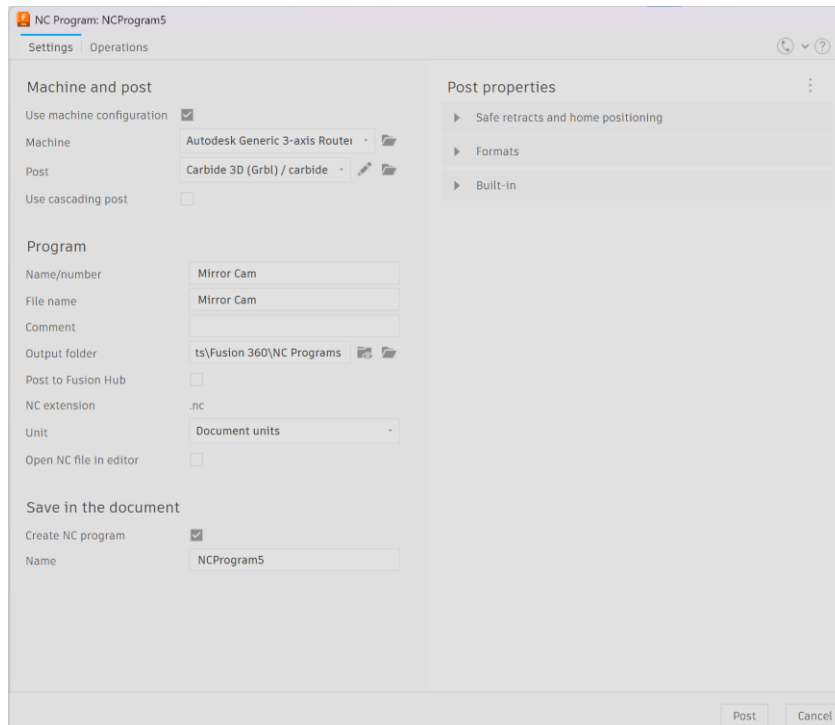 NC Program: NCProgram5
Settings Operations
Machine and post
Use machine configuration
Machine Autodesk Generic 3-axis Router
Post Carbide 3D (Grbl) / carbide
Use cascading post
Program
Name/number Mirror Cam
File name Mirror Cam
Comment
Output folder ts\Fusion 360\NC Programs
Post to Fusion Hub
NC extension .nc
Unit Document units
Open NC file in editor
Save in the document
Create NC program
Name NCProgram5
Post properties
Safe retracts and home positioning
Formats
Built-in
Post Cancel